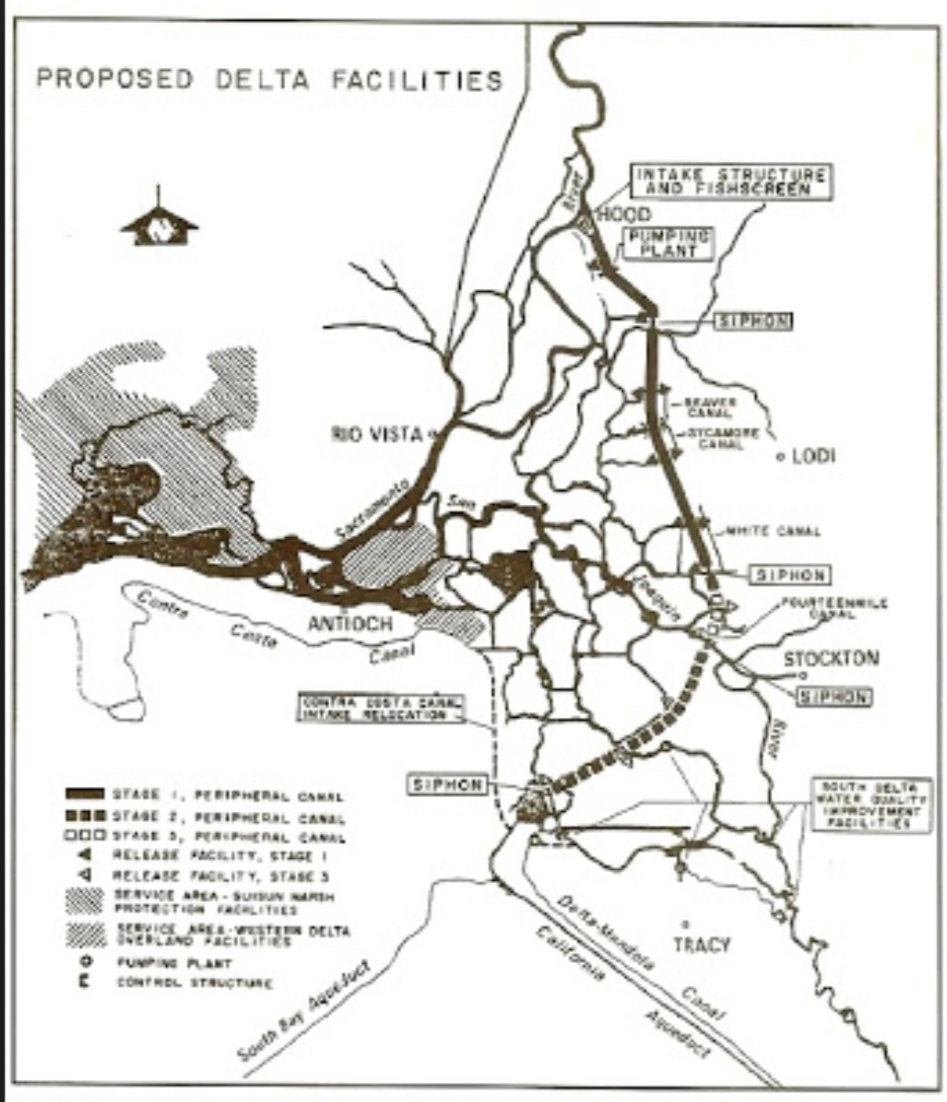 PROPOSED DELTA FACILITIES
River
INTAKE STRUCTURE
AND FISHSCREEN
HOOD
PUMPING
PLANT
SIPHON
BEAVER
CANAL
SYCAMORE
CANAL
RIO VISTA
LODI
Sacramento
San
WHITE CANAL
SIPHON
Joaquin
FOURTEENMILE
CANAL
Contra
Costa
Canal
ANTIOCH
STOCKTON
SIPHON
CONTRA COSTA CANAL
INTAKE RELOCATION
River
SIPHON
SOUTH DELTA
WATER QUALITY
IMPROVEMENT
FACILITIES
STAGE 1, PERIPHERAL CANAL
STAGE 2, PERIPHERAL CANAL
STAGE 3, PERIPHERAL CANAL
RELEASE FACILITY, STAGE 1
RELEASE FACILITY, STAGE 3
SERVICE AREA - SUISUN MARSH
PROTECTION FACILITIES
SERVICE AREA - WESTERN DELTA
OVERLAND FACILITIES
PUMPING PLANT
CONTROL STRUCTURE
TRACY
Delta-Mendota
Canal
California
Aqueduct
South Bay Aqueduct